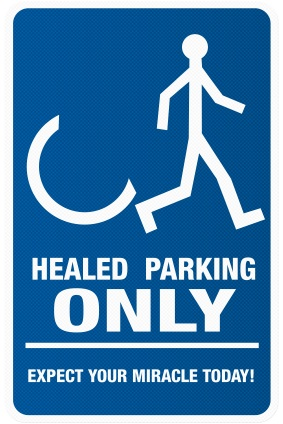 HEALED PARKING
ONLY
EXPECT YOUR MIRACLE TODAY!